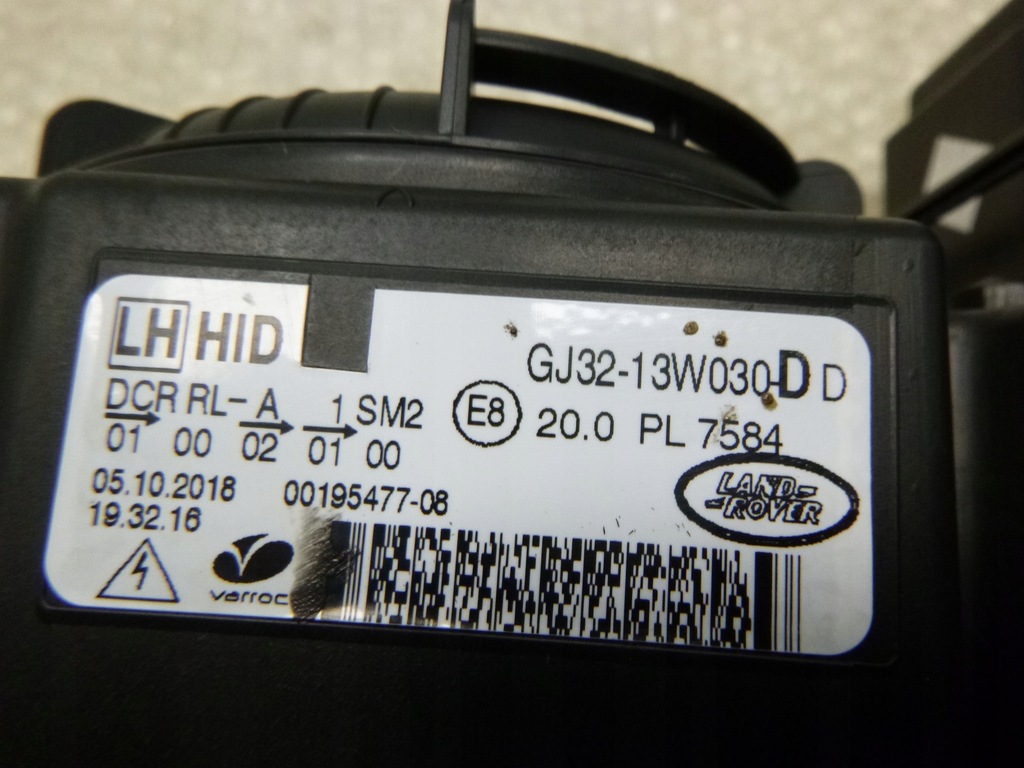 LH HID
GJ32-13W030-D D
DCR RL- A 1 SM2
01 00 02 01 00
E8 20.0 PL 7584
05.10.2018 00195477-08
19.32.16
LAND-
-ROVER
varroc